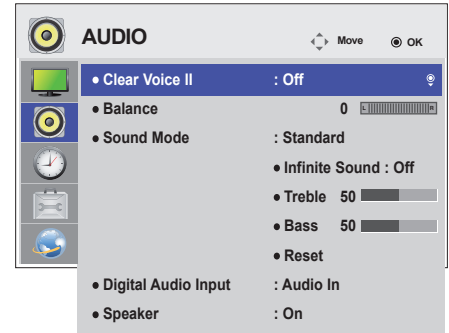 AUDIO Move OK
• Clear Voice II : Off
• Balance 0 L R
• Sound Mode : Standard
• Infinite Sound : Off
• Treble 50
• Bass 50
• Reset
• Digital Audio Input : Audio In
• Speaker : On